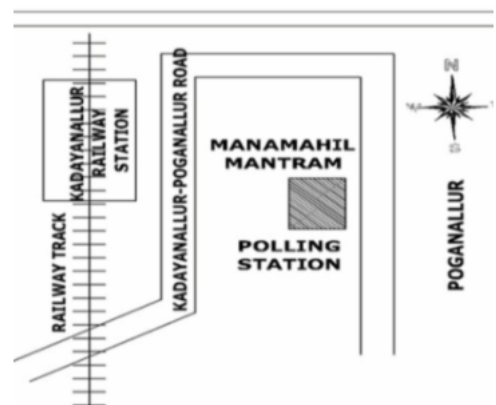 KADAYANALLUR
RAILWAY
STATION
RAILWAY TRACK
KADAYANALLUR-POGANALLUR ROAD
MANAMAHIL
MANTRAM
POLLING
STATION
N
W
S
POGANALLUR